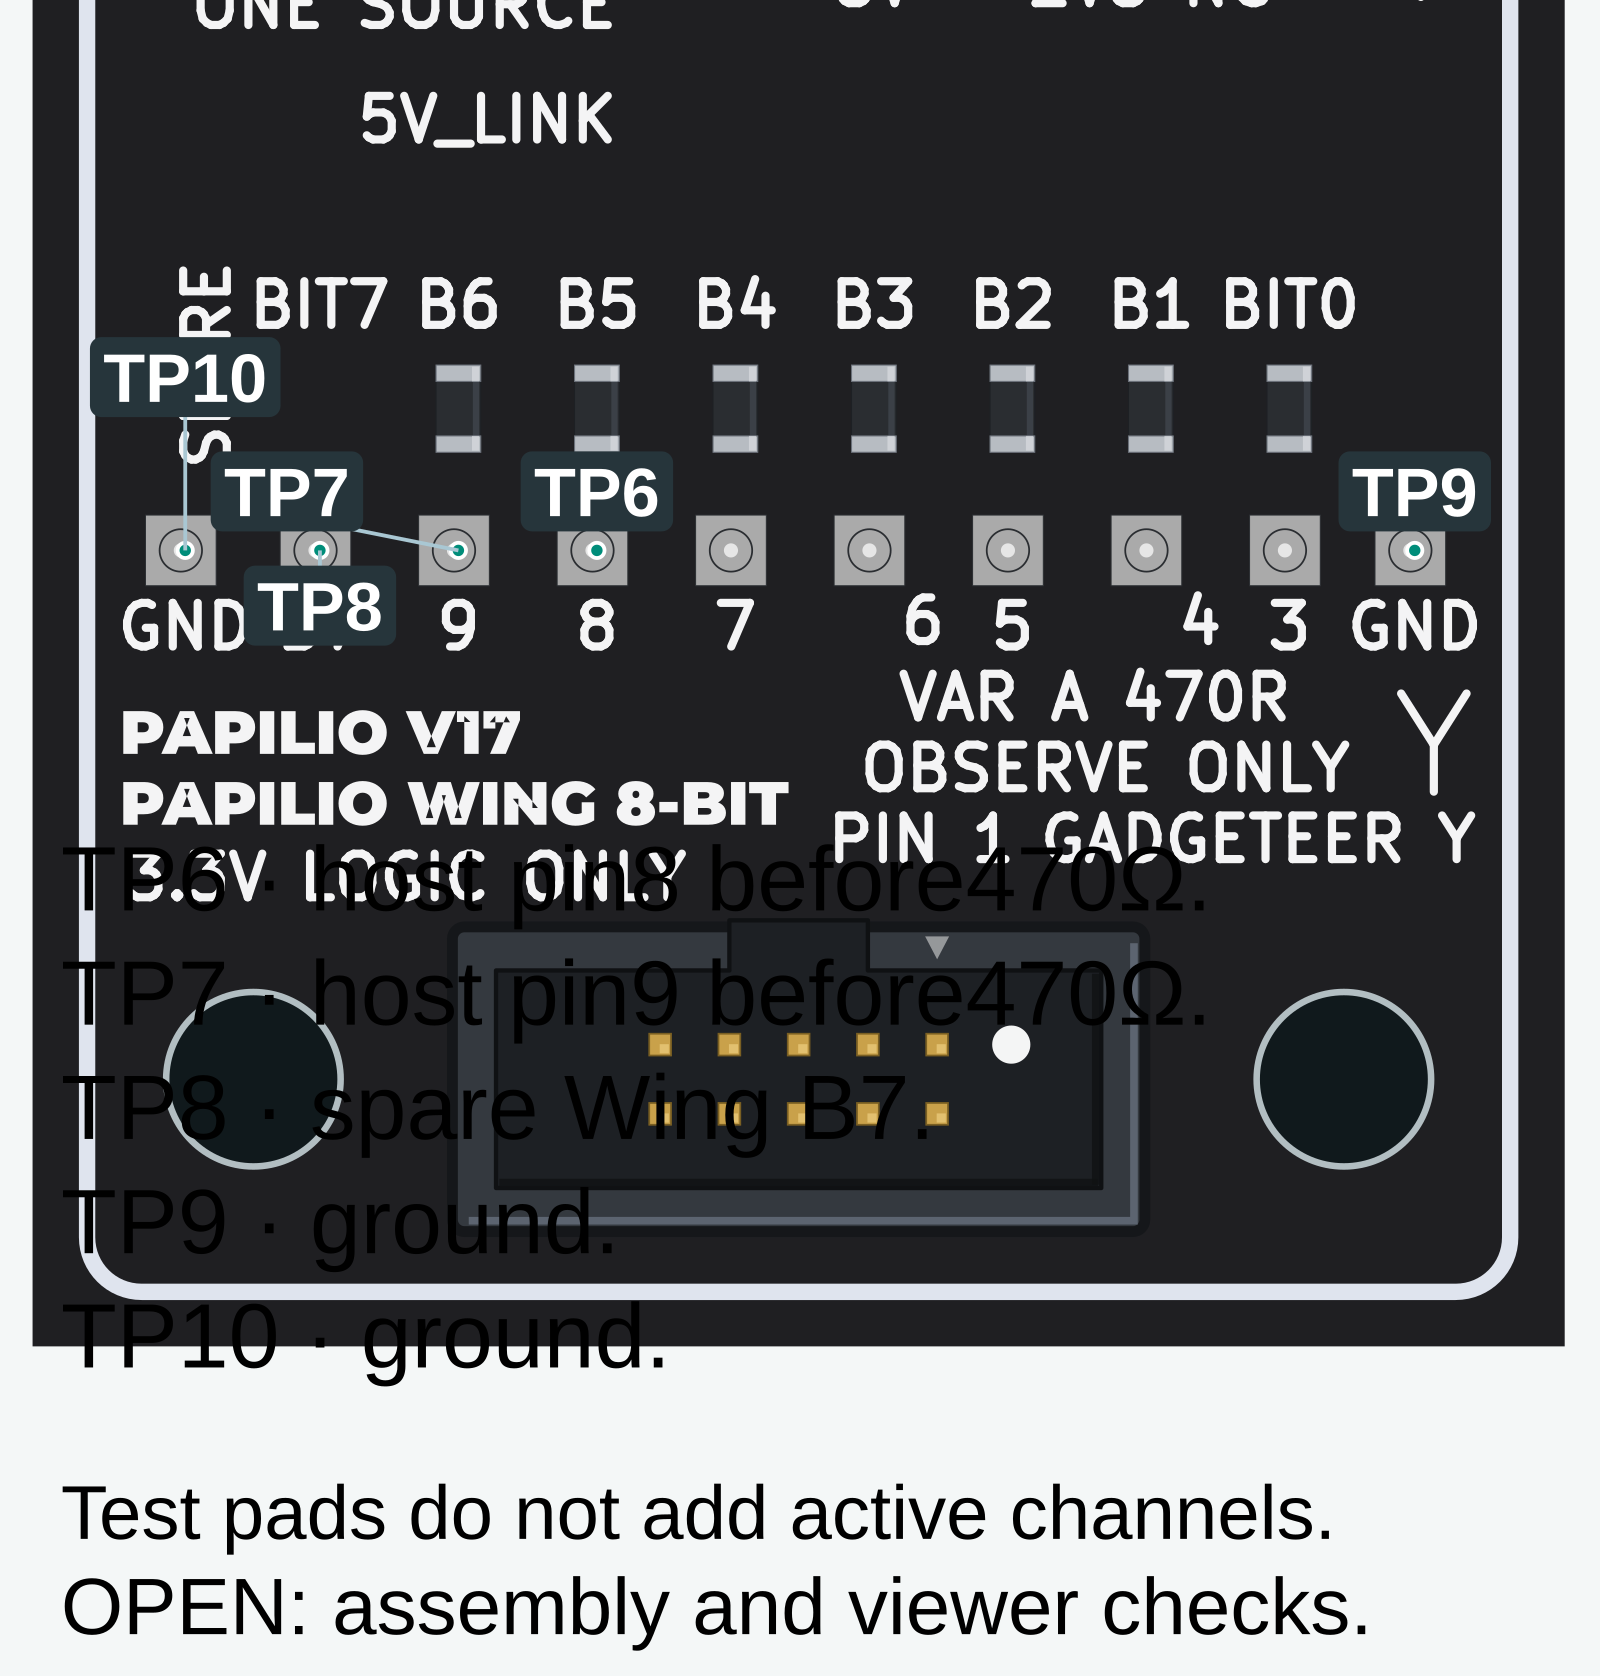 ONE SOURCE
5V_LINK
BIT7 B6 B5 B4 B3 B2 B1 BIT0
TP10
TP7 TP6 TP9
TP8
GND 9 8 7 6 5 4 3 GND
VAR A 470R
PAPILIO V17
OBSERVE ONLY Y
PAPILIO WING 8-BIT
PIN 1 GADGETEER Y
3.3V LOGIC ONLY
TP6 · host pin8 before470Ω.
TP7 · host pin9 before470Ω.
TP8 · spare Wing B7.
TP9 · ground.
TP10 · ground.
Test pads do not add active channels.
OPEN: assembly and viewer checks.